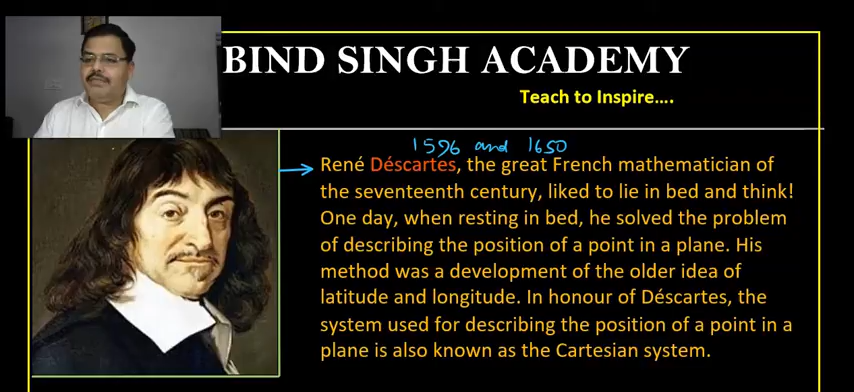 BIND SINGH ACADEMY
Teach to Inspire....
1596 and 1650
René Déscartes, the great French mathematician of
the seventeenth century, liked to lie in bed and think!
One day, when resting in bed, he solved the problem
of describing the position of a point in a plane. His
method was a development of the older idea of
latitude and longitude. In honour of Déscartes, the
system used for describing the position of a point in a
plane is also known as the Cartesian system.